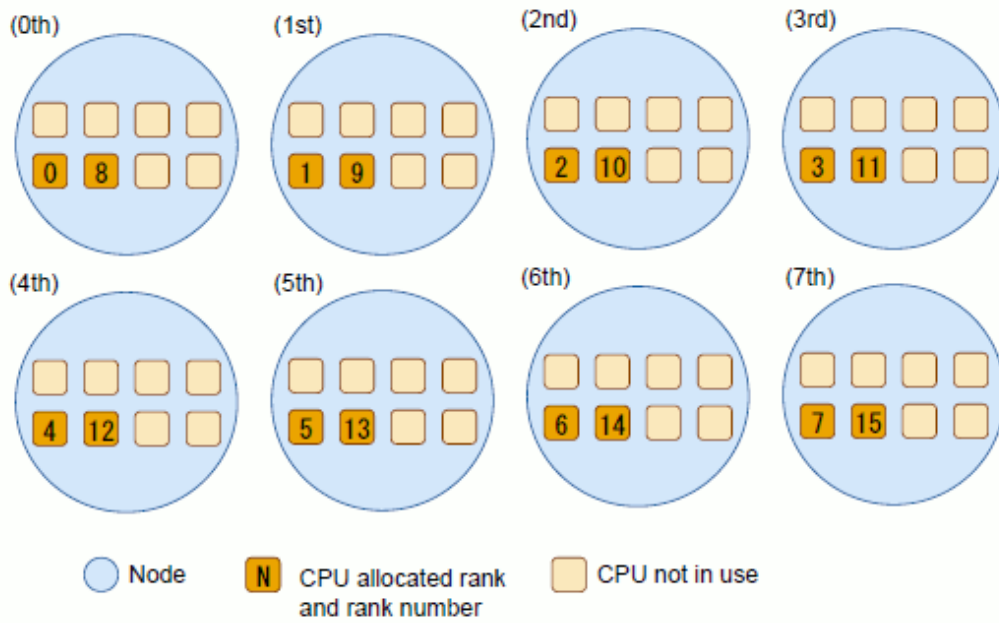 (0th) (1st) (2nd) (3rd)
0 8 1 9 2 10 3 11
(4th) (5th) (6th) (7th)
4 12 5 13 6 14 7 15
Node N CPU allocated rank CPU not in use
and rank number